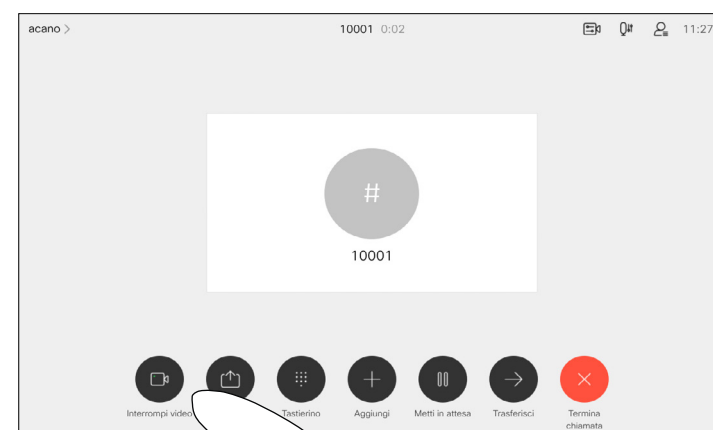 acano >
10001 0:02
11:27
#
10001
Interrompi video
Tastierino
Aggiungi
Metti in attesa
Trasferisci
Termina
chiamata